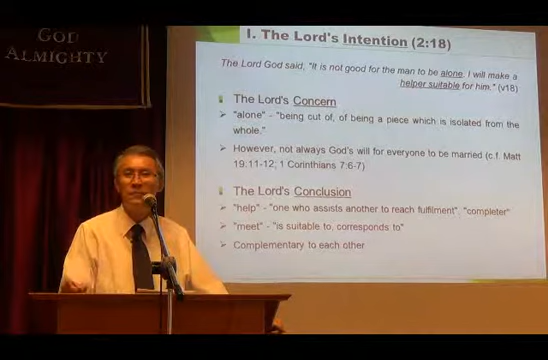 GOD
ALMIGHTY
I. The Lord's Intention (2:18)
The Lord God said, "It is not good for the man to be alone. I will make a
helper suitable for him." (v18)
The Lord's Concern
"alone" - "being cut of, of being a piece which is isolated from the
whole."
However, not always God's will for everyone to be married (c.f. Matt
19:11-12; 1 Corinthians 7:6-7)
The Lord's Conclusion
"help" - "one who assists another to reach fulfilment", "completer"
"meet" - "is suitable to, corresponds to"
Complementary to each other